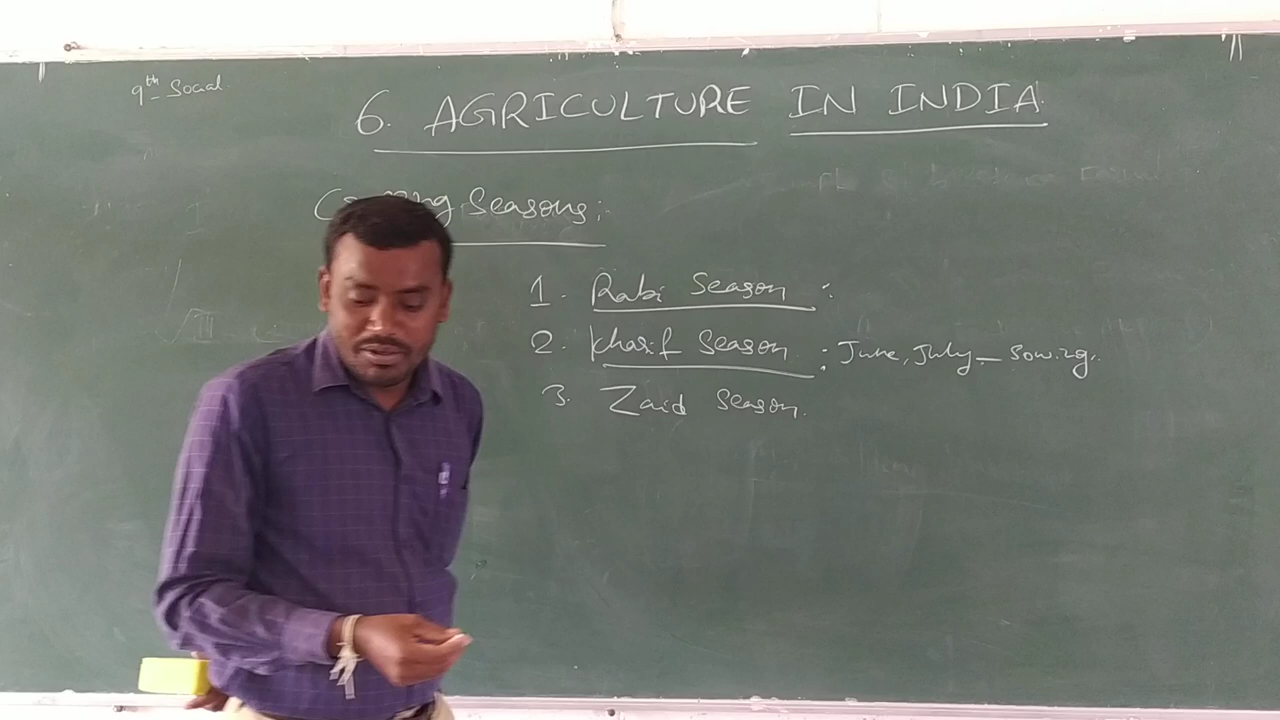 9th Social
6. AGRICULTURE IN INDIA
Seasons:
1. Rabi Season :
2. Kharif Season : June, July - Sowing.
3. Zaid Season.